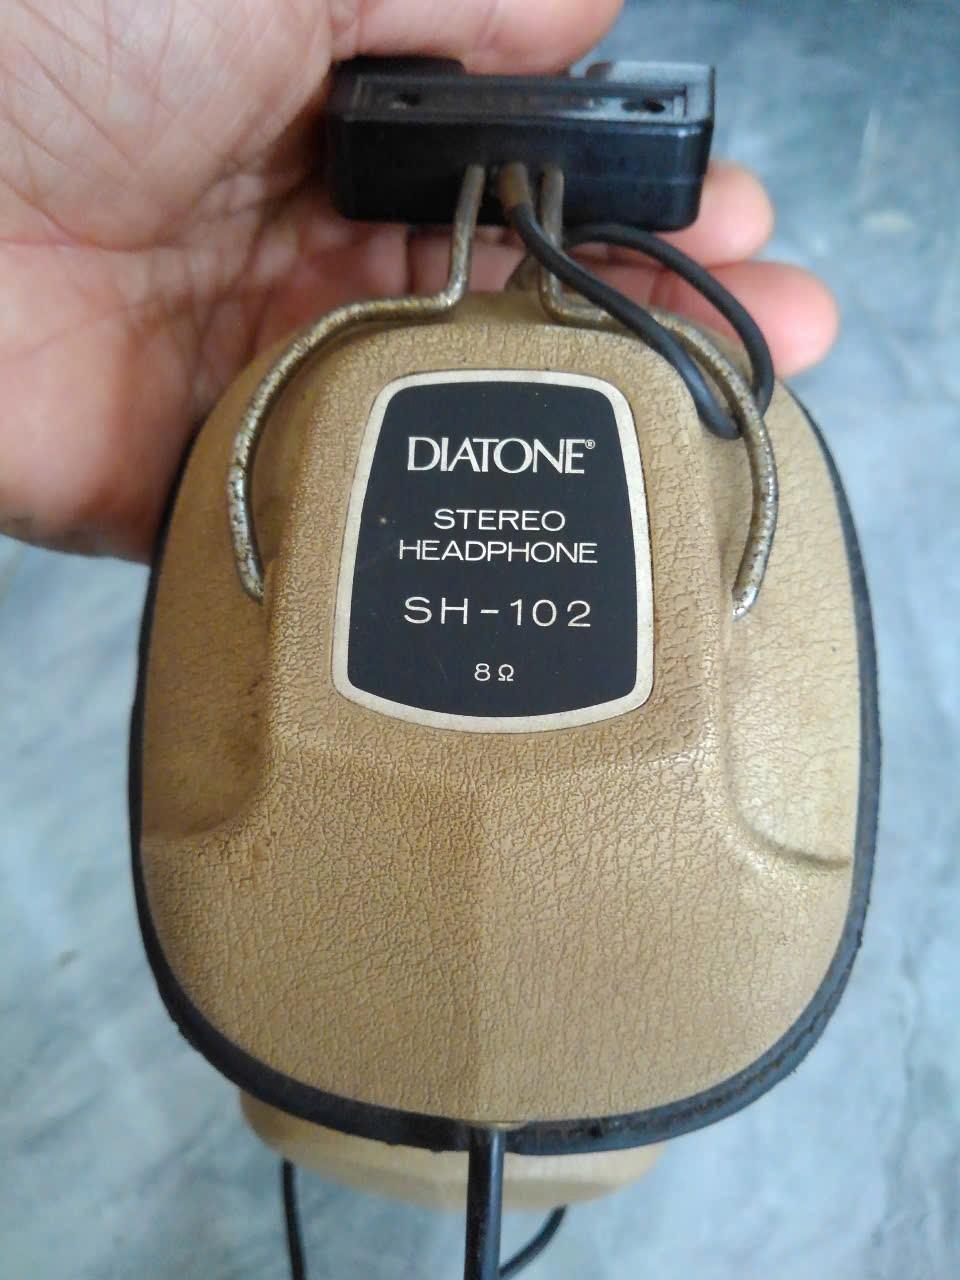 DIATONE®
STEREO
HEADPHONE
SH-102
8Ω